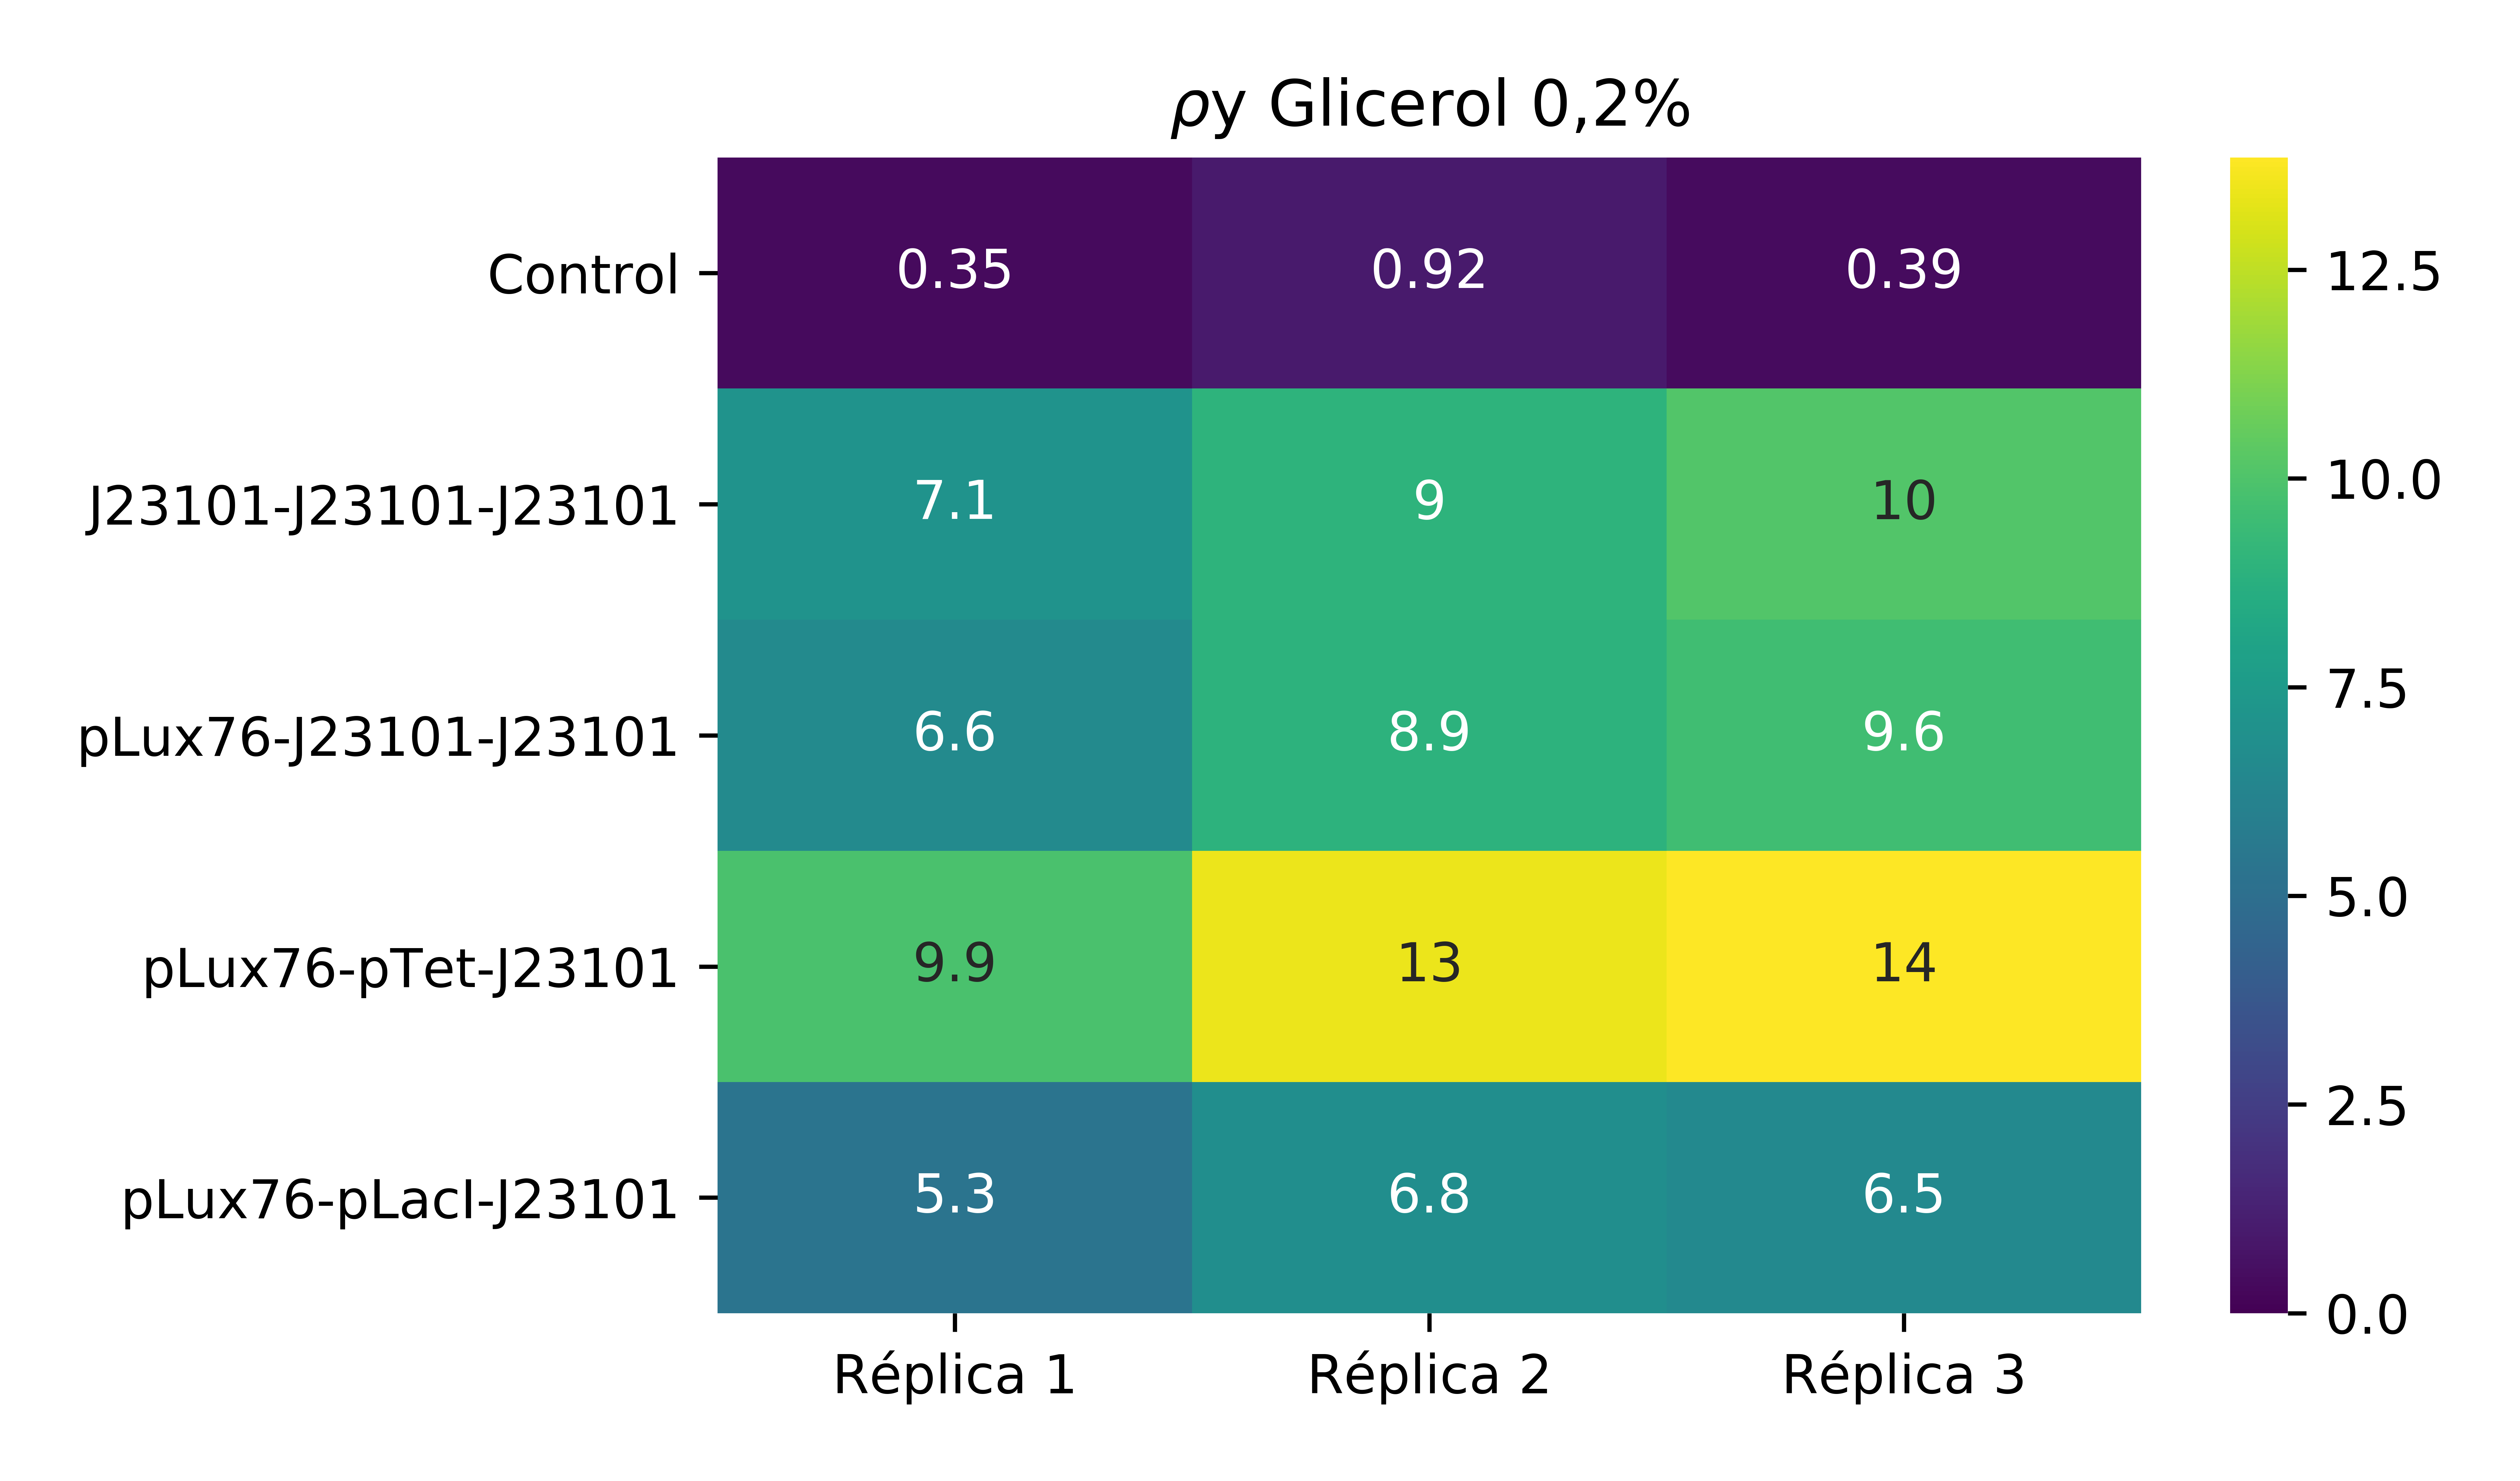 ρy Glicerol 0,2%
Control 0.35 0.92 0.39
J23101-J23101-J23101 7.1 9 10
pLux76-J23101-J23101 6.6 8.9 9.6
pLux76-pTet-J23101 9.9 13 14
pLux76-pLacI-J23101 5.3 6.8 6.5
Réplica 1 Réplica 2 Réplica 3
12.5
10.0
7.5
5.0
2.5
0.0